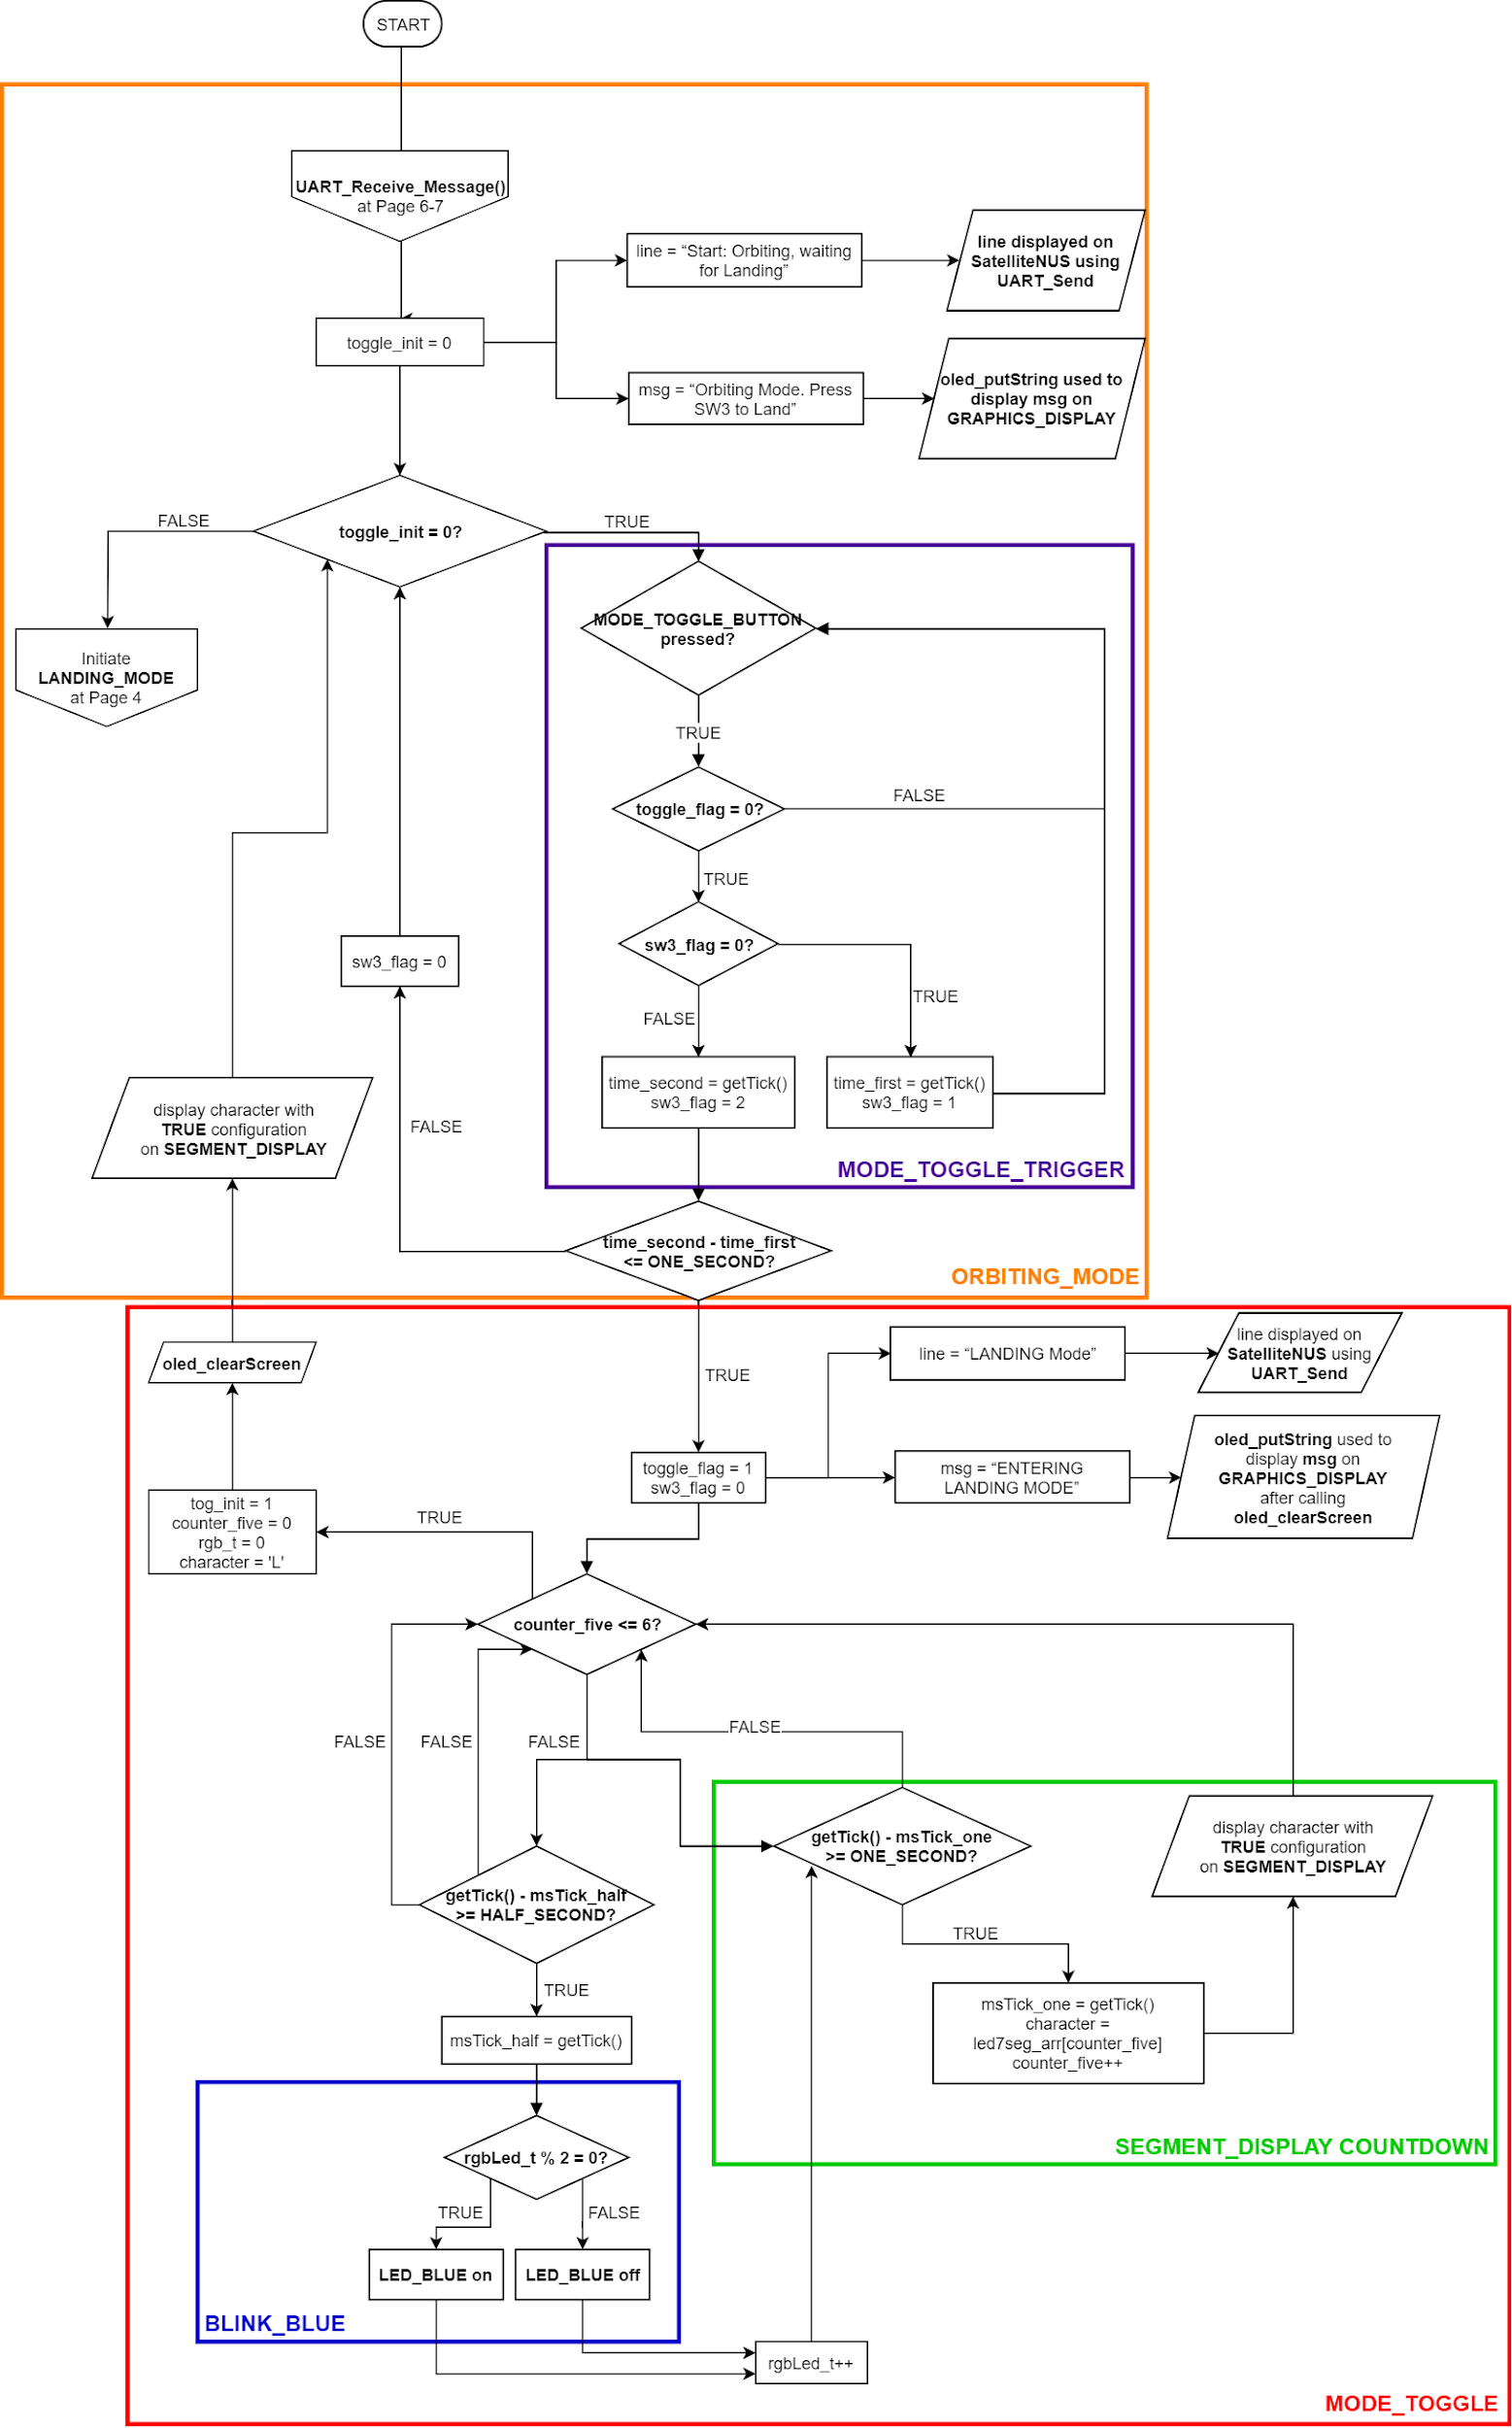 START
UART_Receive_Message()
at Page 6-7
line = “Start: Orbiting, waiting
for Landing”
line displayed on
SatelliteNUS using
UART_Send
toggle_init = 0
msg = “Orbiting Mode. Press
SW3 to Land”
oled_putString used to
display msg on
GRAPHICS_DISPLAY
FALSE
toggle_init = 0?
TRUE
MODE_TOGGLE_BUTTON
pressed?
Initiate
LANDING_MODE
at Page 4
TRUE
toggle_flag = 0?
FALSE
TRUE
sw3_flag = 0?
sw3_flag = 0
TRUE
FALSE
time_second = getTick()
sw3_flag = 2
time_first = getTick()
sw3_flag = 1
display character with
TRUE configuration
on SEGMENT_DISPLAY
FALSE
MODE_TOGGLE_TRIGGER
time_second - time_first
<= ONE_SECOND?
ORBITING_MODE
oled_clearScreen
TRUE
line = “LANDING Mode”
line displayed on
SatelliteNUS using
UART_Send
toggle_flag = 1
sw3_flag = 0
msg = “ENTERING
LANDING MODE”
oled_putString used to
display msg on
GRAPHICS_DISPLAY
after calling
oled_clearScreen
tog_init = 1
counter_five = 0
rgb_t = 0
character = 'L'
TRUE
counter_five <= 6?
FALSE
FALSE
FALSE
FALSE
getTick() - msTick_one
>= ONE_SECOND?
display character with
TRUE configuration
on SEGMENT_DISPLAY
getTick() - msTick_half
>= HALF_SECOND?
TRUE
TRUE
msTick_one = getTick()
character =
led7seg_arr[counter_five]
counter_five++
msTick_half = getTick()
SEGMENT_DISPLAY COUNTDOWN
rgbLed_t % 2 = 0?
TRUE
FALSE
LED_BLUE on
LED_BLUE off
BLINK_BLUE
rgbLed_t++
MODE_TOGGLE